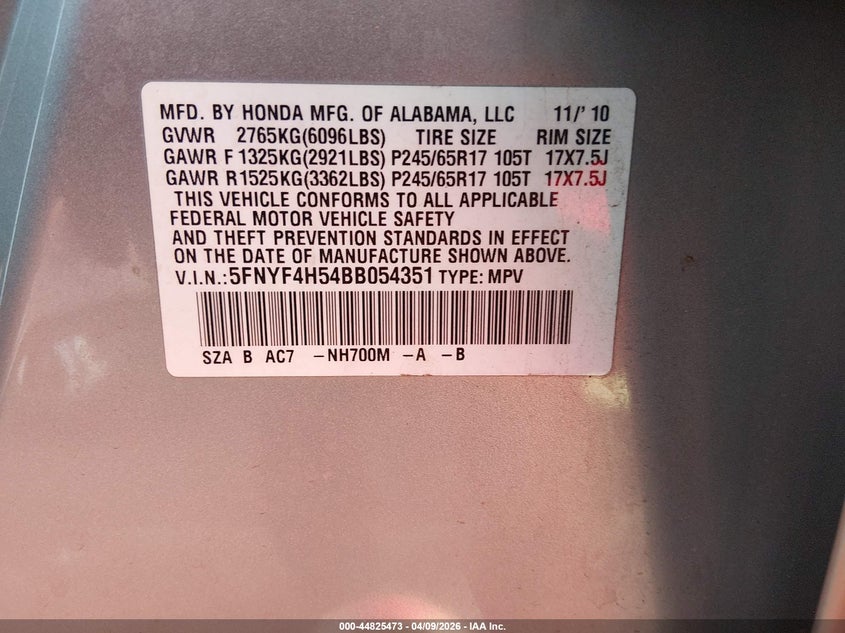 MFD. BY HONDA MFG. OF ALABAMA, LLC 11/' 10
GVWR 2765KG(6096LBS) TIRE SIZE RIM SIZE
GAWR F 1325KG(2921LBS) P245/65R17 105T 17X7.5J
GAWR R1525KG(3362LBS) P245/65R17 105T 17X7.5J
THIS VEHICLE CONFORMS TO ALL APPLICABLE
FEDERAL MOTOR VEHICLE SAFETY
AND THEFT PREVENTION STANDARDS IN EFFECT
ON THE DATE OF MANUFACTURE SHOWN ABOVE.
V.I.N.: 5FNYF4H54BB054351 TYPE: MPV
SZA B AC7 -NH700M -A -B
000-44825473 - 04/09/2026 - IAA Inc.